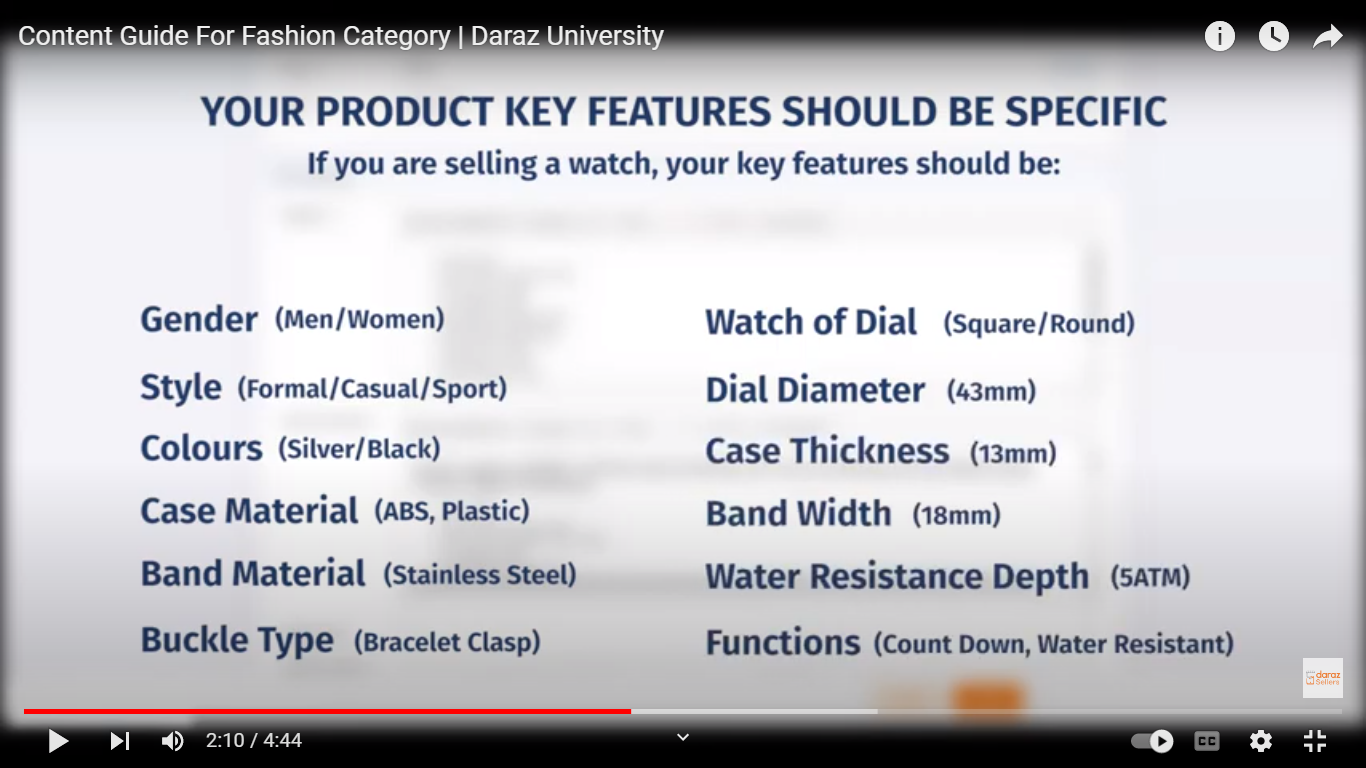 Content Guide For Fashion Category | Daraz University
YOUR PRODUCT KEY FEATURES SHOULD BE SPECIFIC
If you are selling a watch, your key features should be:
Gender (Men/Women)
Style (Formal/Casual/Sport)
Colours (Silver/Black)
Case Material (ABS, Plastic)
Band Material (Stainless Steel)
Buckle Type (Bracelet Clasp)
Watch of Dial (Square/Round)
Dial Diameter (43mm)
Case Thickness (13mm)
Band Width (18mm)
Water Resistance Depth (5ATM)
Functions (Count Down, Water Resistant)
daraz
Sellers
2:10 / 4:44
CC